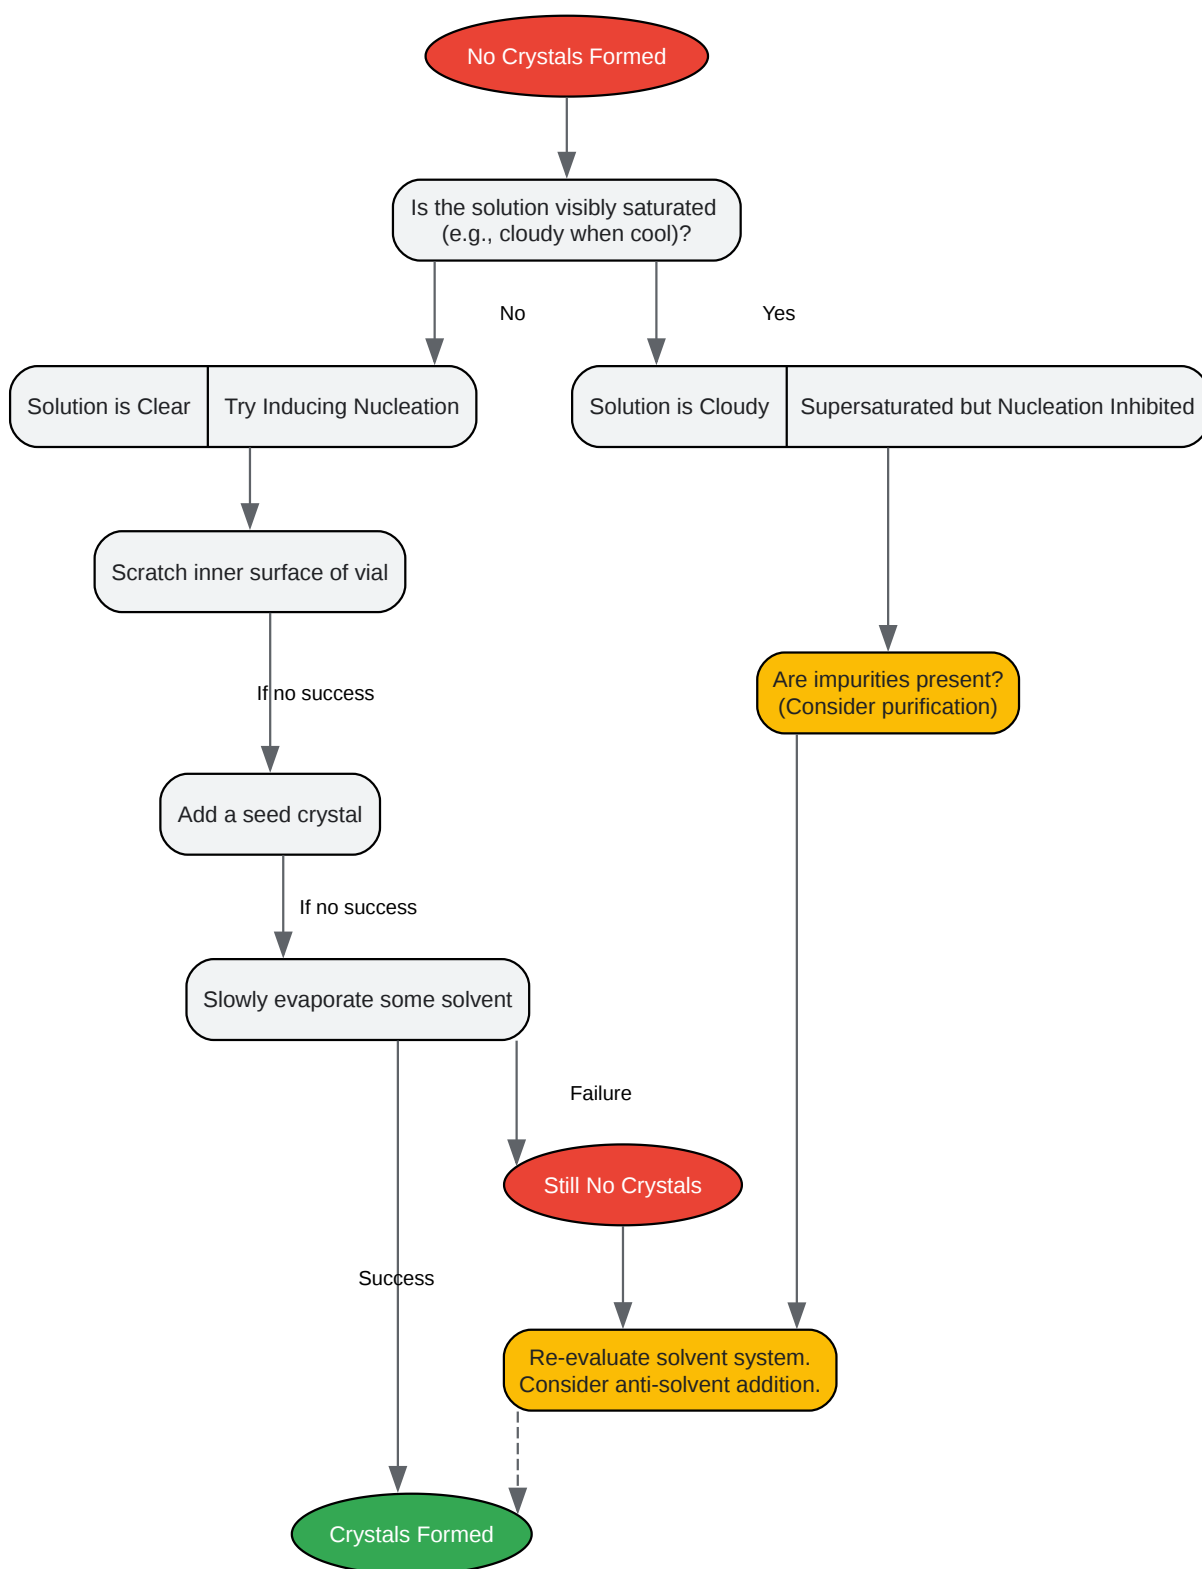 No Crystals Formed
Is the solution visibly saturated
(e.g., cloudy when cool)?
No
Yes
Solution is Clear
Try Inducing Nucleation
Solution is Cloudy
Supersaturated but Nucleation Inhibited
Scratch inner surface of vial
If no success
Are impurities present?
(Consider purification)
Add a seed crystal
If no success
Slowly evaporate some solvent
Failure
Still No Crystals
Success
Re-evaluate solvent system.
Consider anti-solvent addition.
Crystals Formed